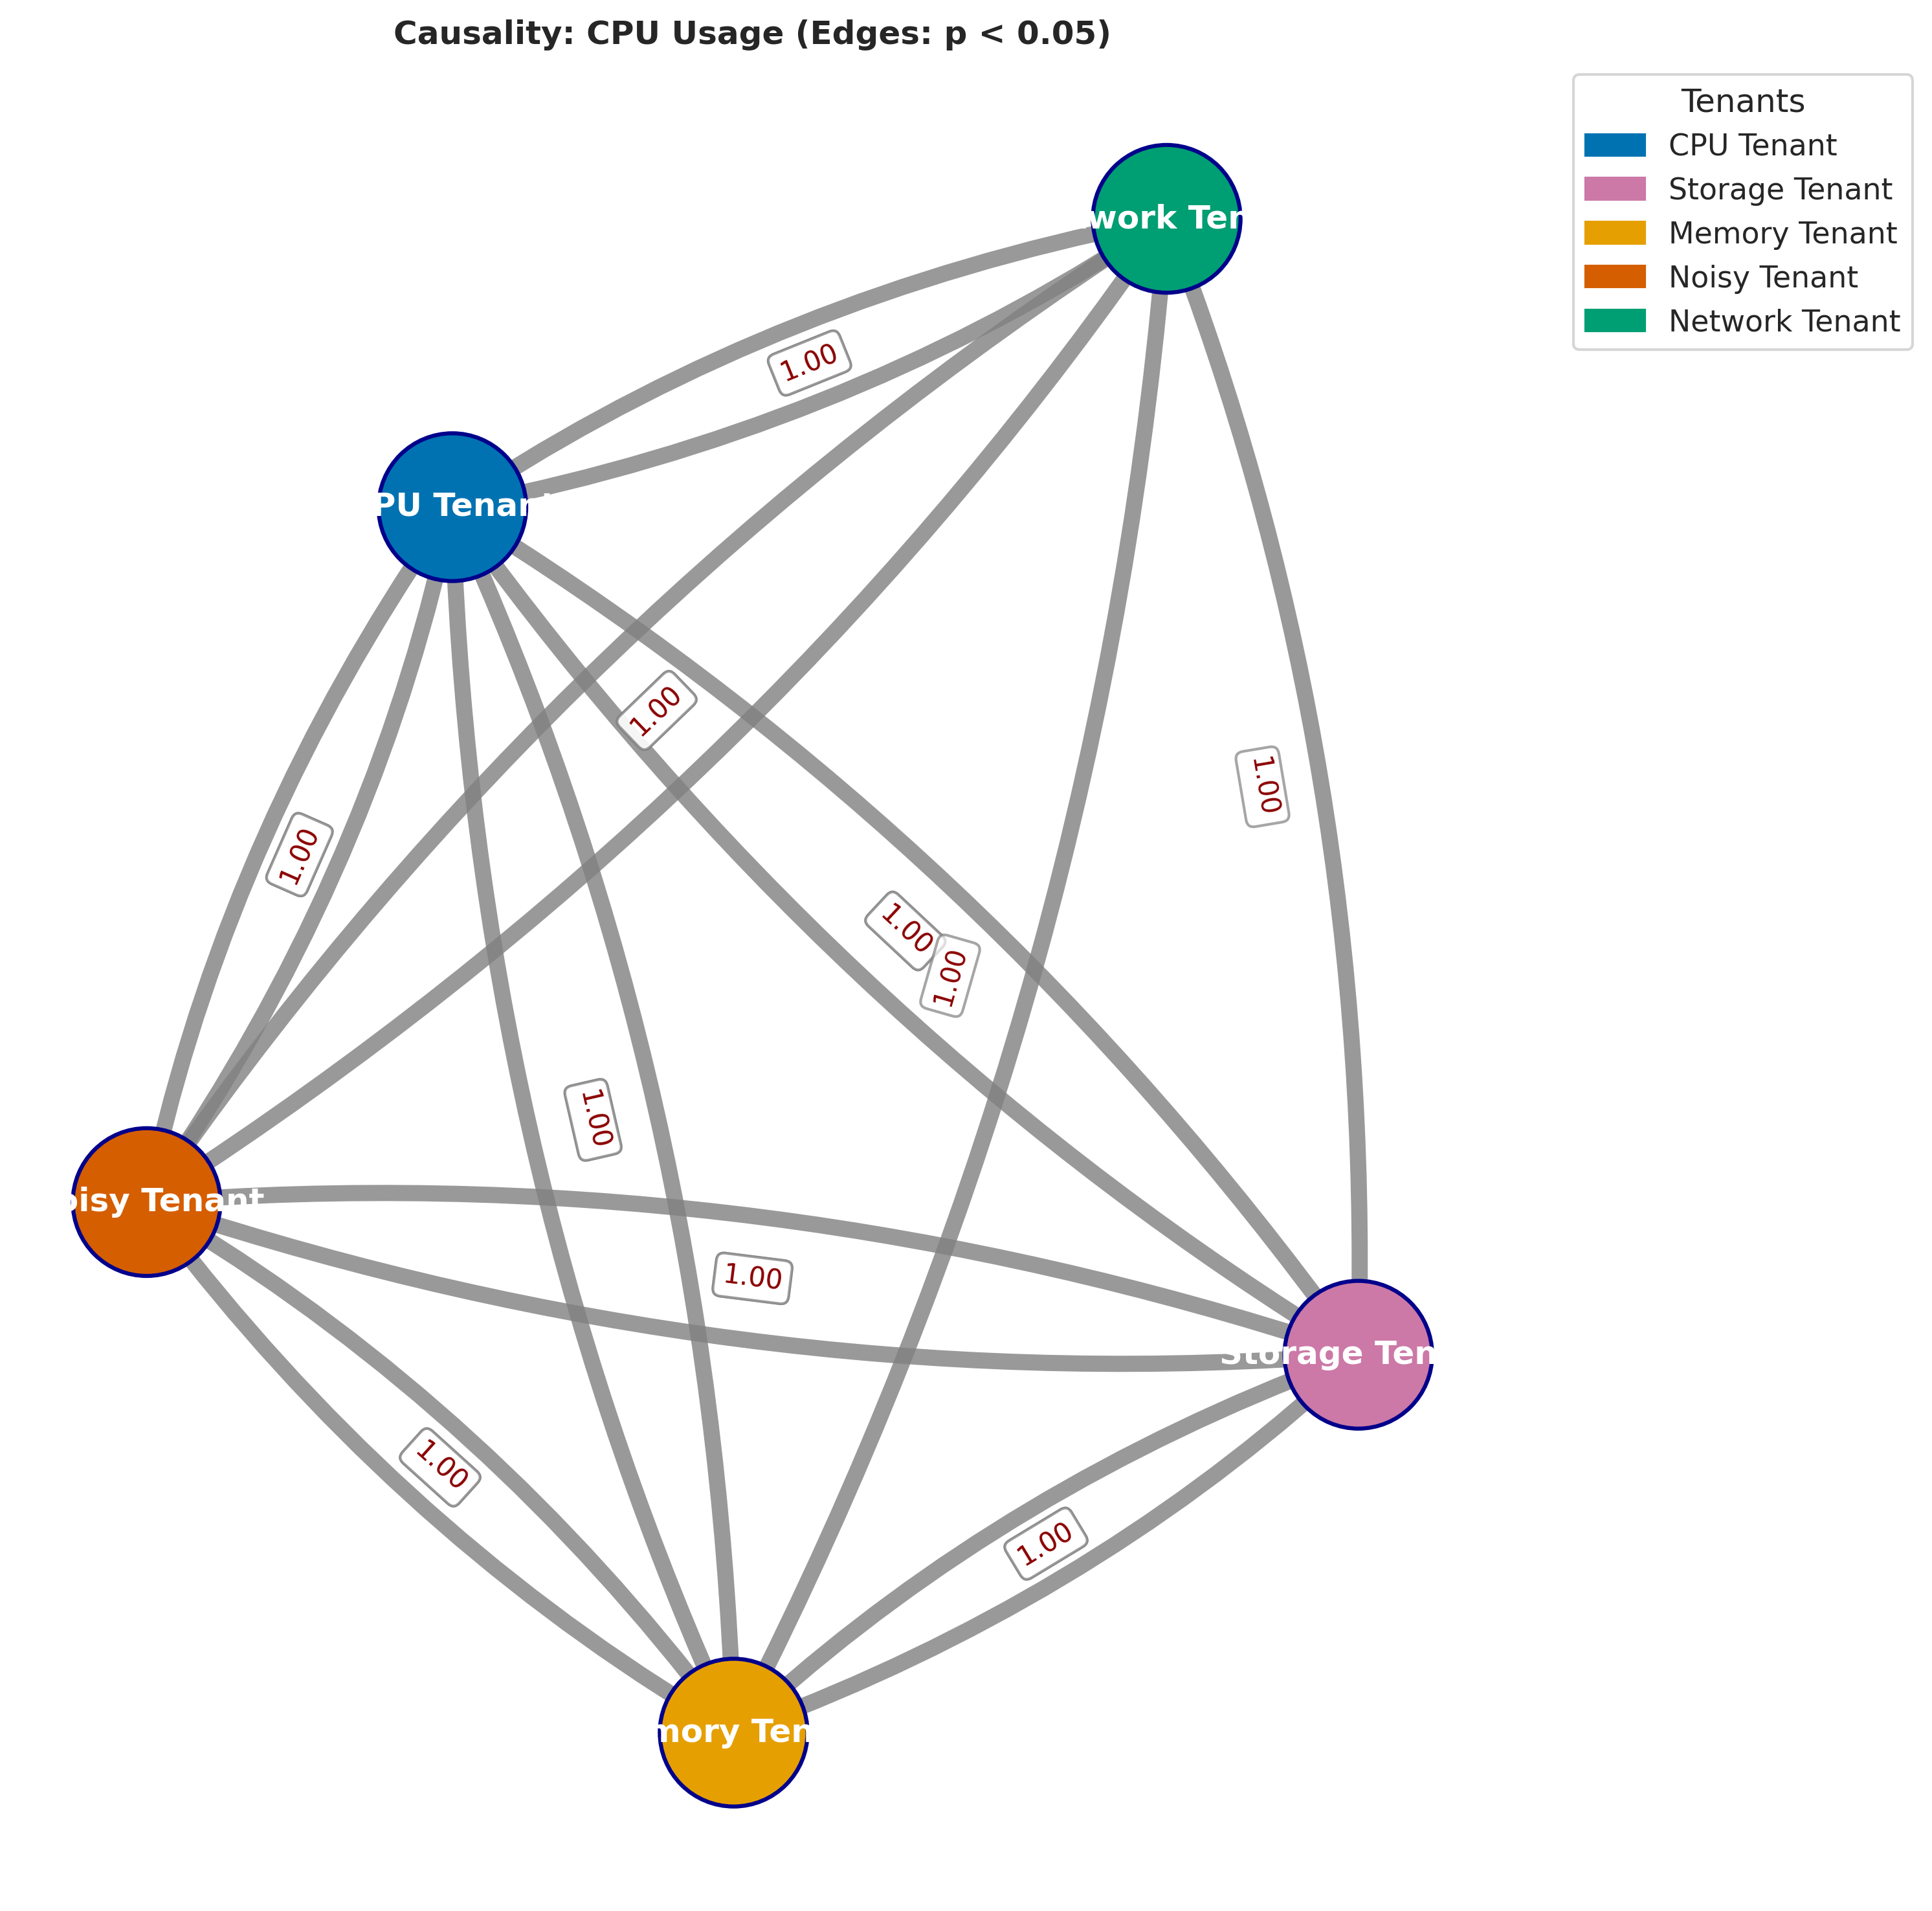 Causality: CPU Usage (Edges: p < 0.05)
Tenants
CPU Tenant
Storage Tenant
Memory Tenant
Noisy Tenant
Network Tenant
work Ten
1.00
PU Tenant
1.00
1.00
1.00
1.00
1.00
1.00
oisy Tenant
1.00
Storage Ten
1.00
1.00
mory Ten